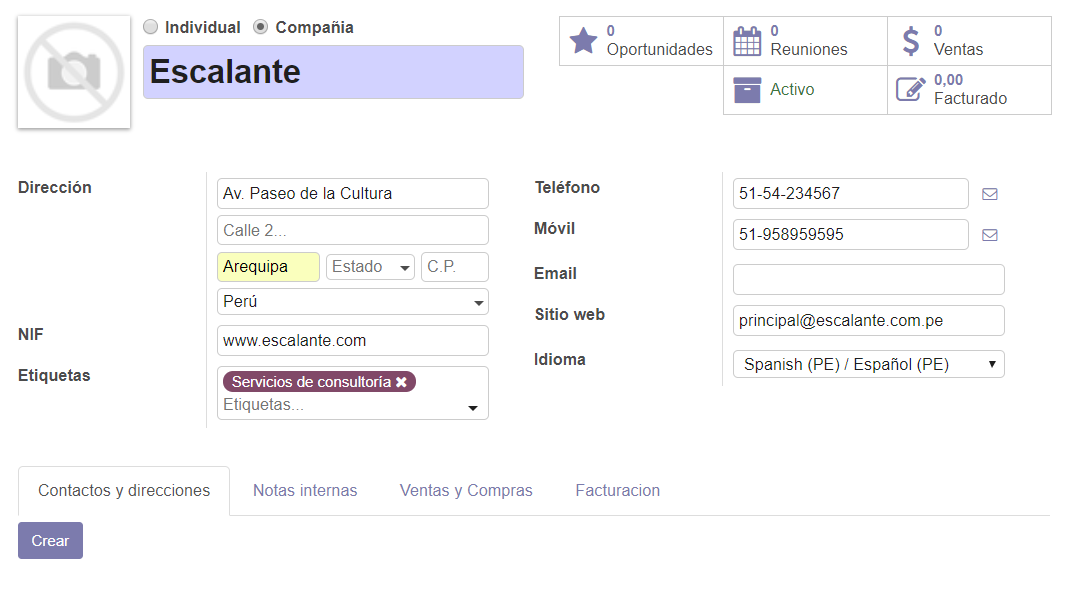 Individual Compañia
Escalante
0
Oportunidades
0
Reuniones
0
Ventas
Activo
0,00
Facturado
Dirección
Av. Paseo de la Cultura
Calle 2...
Arequipa Estado C.P.
Perú
NIF
www.escalante.com
Etiquetas
Servicios de consultoría
Etiquetas...
Teléfono
51-54-234567
Móvil
51-958959595
Email
Sitio web
principal@escalante.com.pe
Idioma
Spanish (PE) / Español (PE)
Contactos y direcciones Notas internas Ventas y Compras Facturacion
Crear